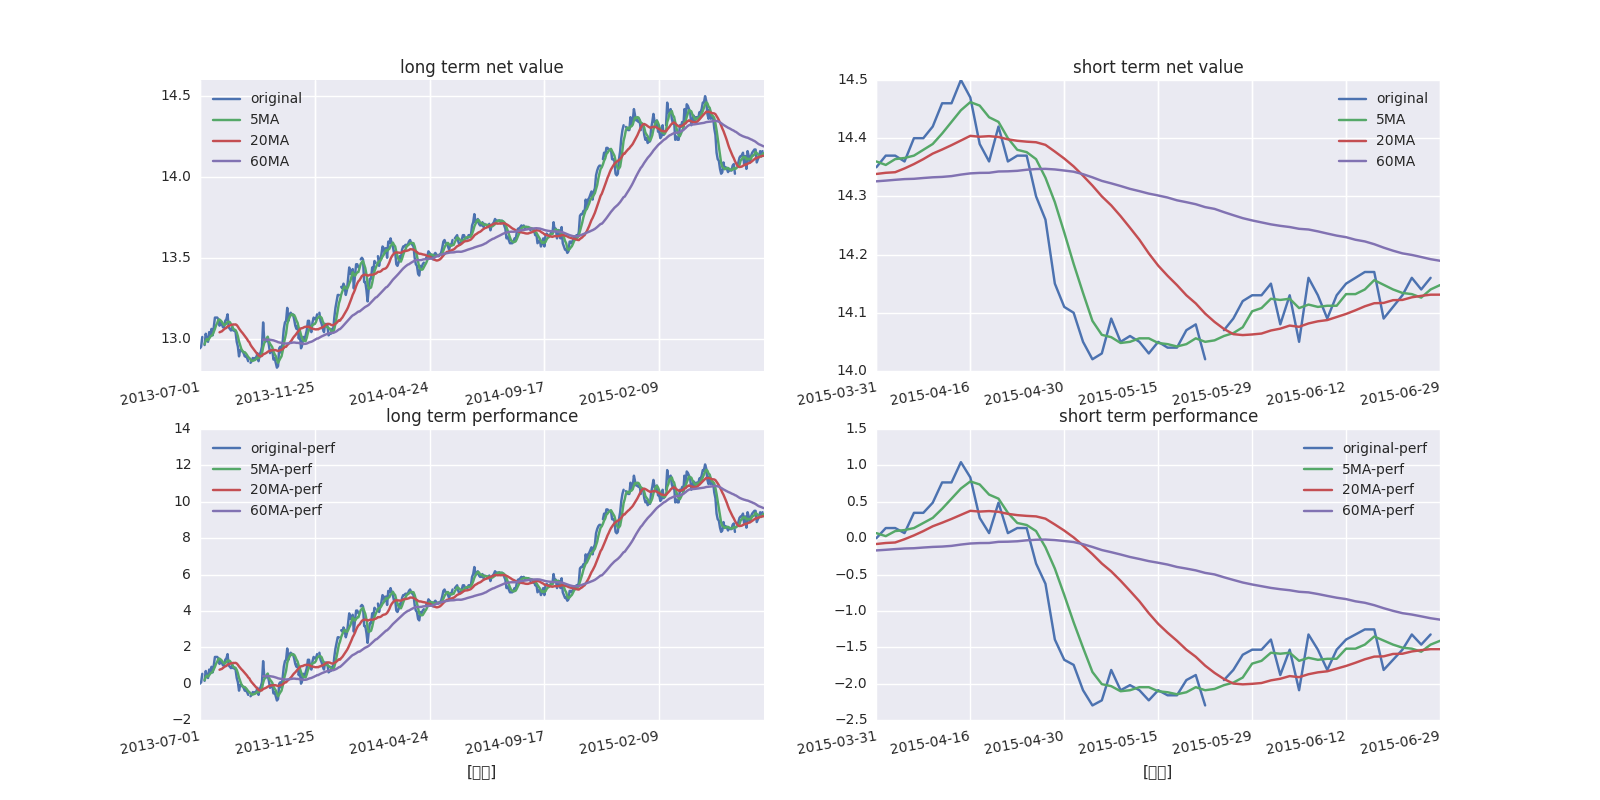 long term net value
14.5
14.0
13.5
13.0
original
5MA
20MA
60MA
2013-07-01
2013-11-25
2014-04-24
2014-09-17
2015-02-09
short term net value
14.5
14.4
14.3
14.2
14.1
14.0
original
5MA
20MA
60MA
2015-03-31
2015-04-16
2015-04-30
2015-05-15
2015-05-29
2015-06-12
2015-06-29
long term performance
14
12
10
8
6
4
2
0
−2
original-perf
5MA-perf
20MA-perf
60MA-perf
2013-07-01
2013-11-25
2014-04-24
2014-09-17
2015-02-09
short term performance
1.5
1.0
0.5
0.0
−0.5
−1.0
−1.5
−2.0
−2.5
original-perf
5MA-perf
20MA-perf
60MA-perf
2015-03-31
2015-04-16
2015-04-30
2015-05-15
2015-05-29
2015-06-12
2015-06-29